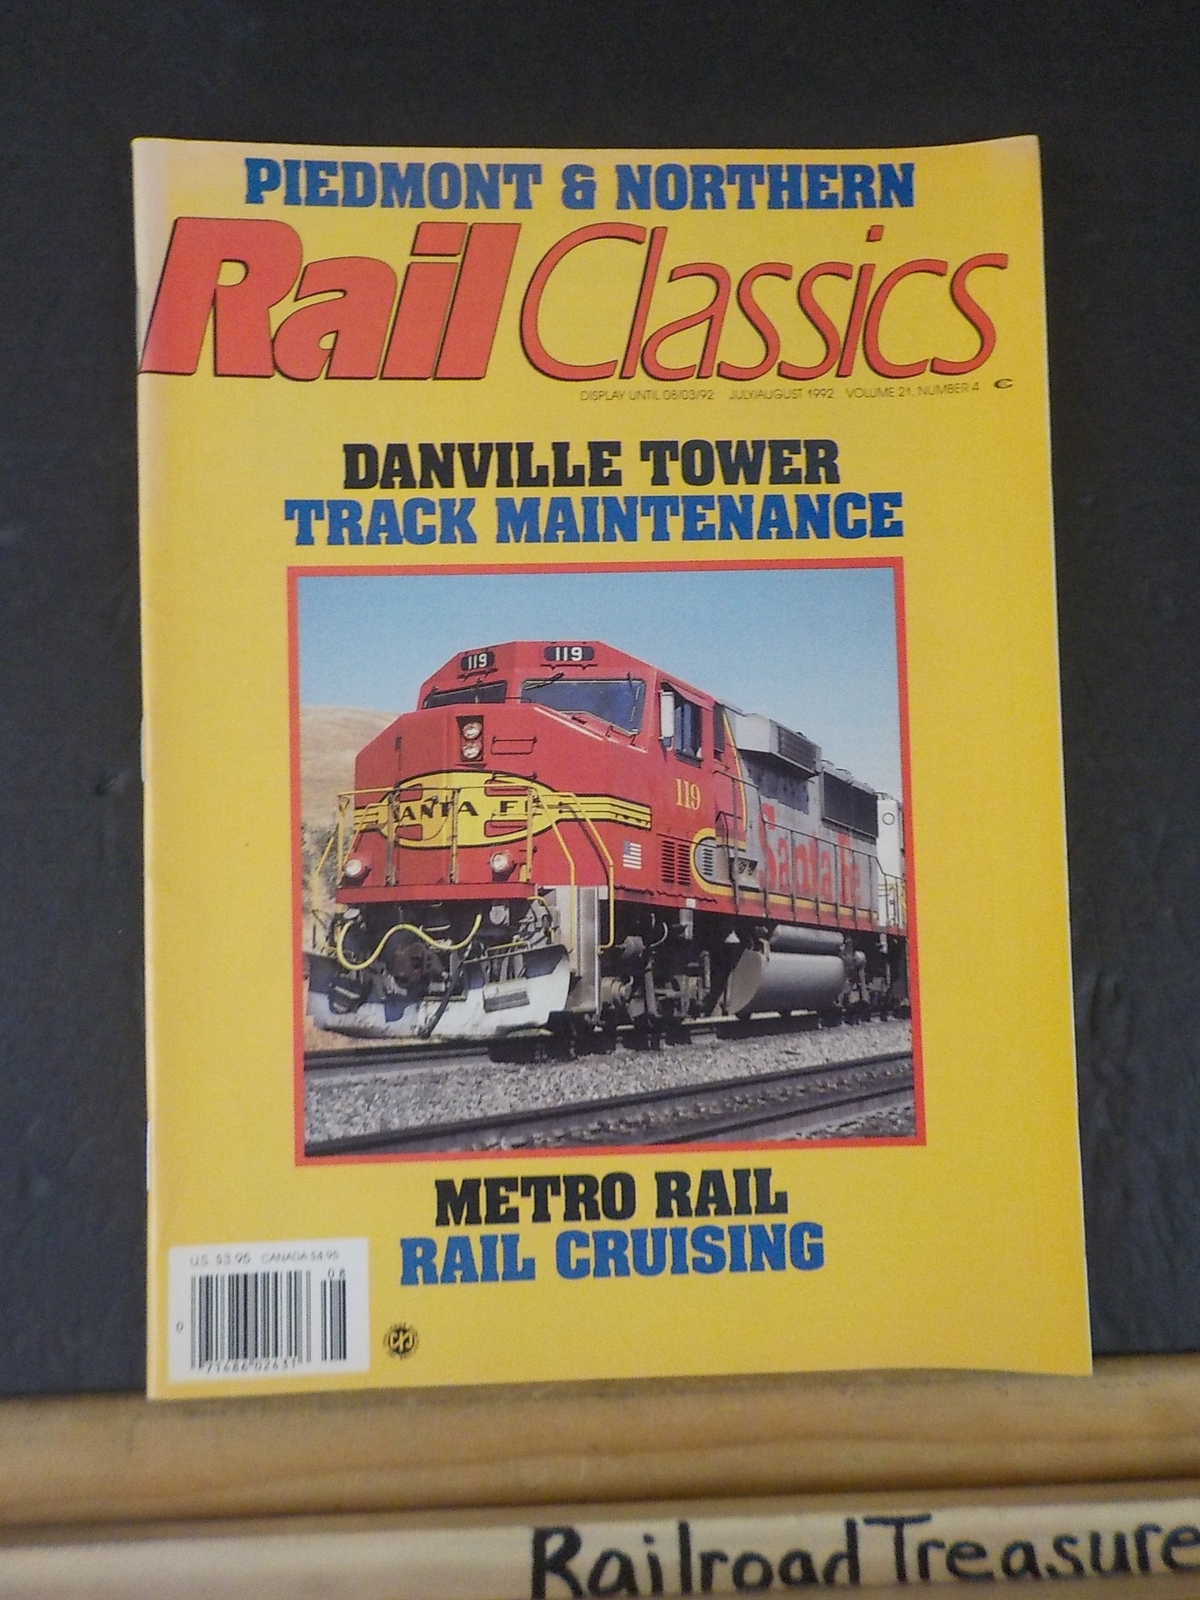 PIEDMONT & NORTHERN
Rail Classics
DISPLAY UNTIL 08/03/92 JULY/AUGUST 1992 VOLUME 21, NUMBER 4 C
DANVILLE TOWER
TRACK MAINTENANCE
119 119
SANTA FE
119
Santa Fe
METRO RAIL
RAIL CRUISING
U.S. $3.95 CANADA $4.95
08
0 71486 02631
Railroad Treasure